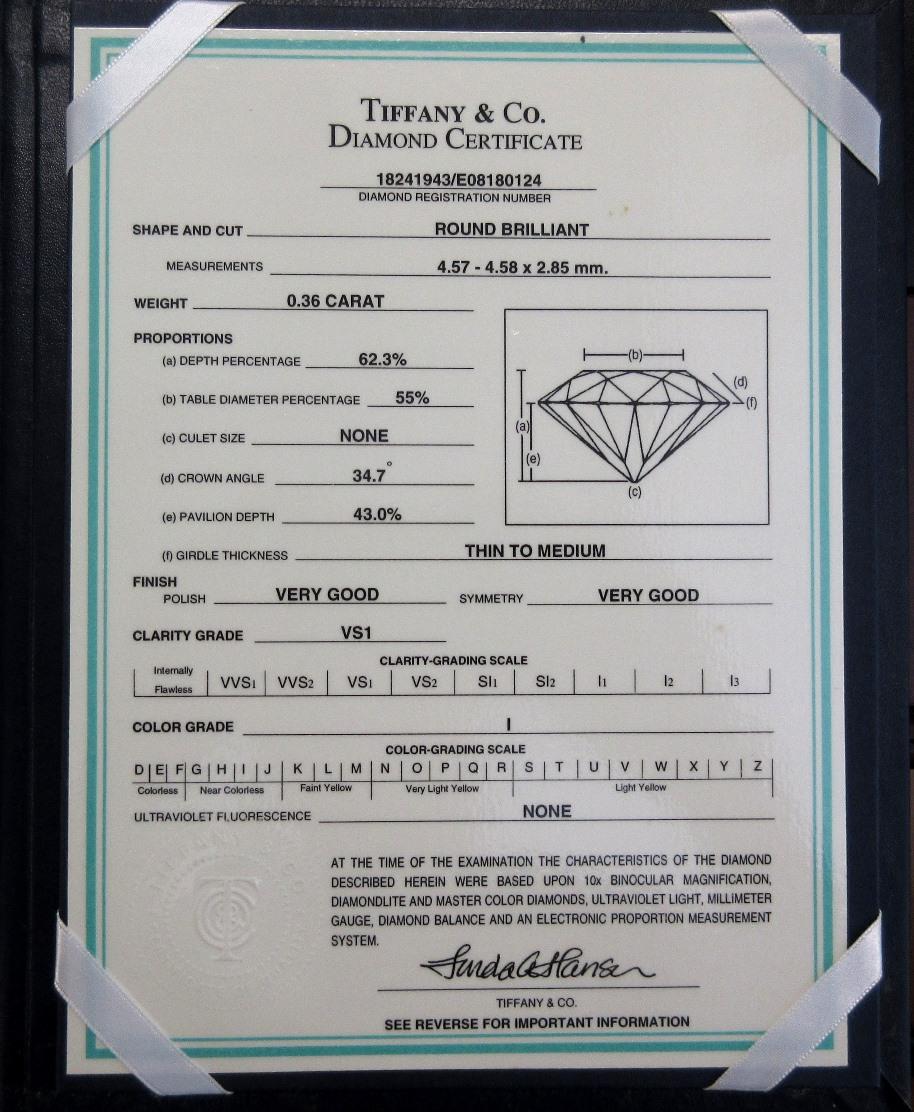 TIFFANY & CO.
DIAMOND CERTIFICATE
18241943/E08180124
DIAMOND REGISTRATION NUMBER
SHAPE AND CUT ROUND BRILLIANT
MEASUREMENTS 4.57 - 4.58 x 2.85 mm.
WEIGHT 0.36 CARAT
PROPORTIONS
(a) DEPTH PERCENTAGE 62.3%
(b) TABLE DIAMETER PERCENTAGE 55%
(c) CULET SIZE NONE
(d) CROWN ANGLE 34.7°
(e) PAVILION DEPTH 43.0%
(b)
(d)
(f)
(a)
(e)
(c)
(f) GIRDLE THICKNESS THIN TO MEDIUM
FINISH
POLISH VERY GOOD SYMMETRY VERY GOOD
CLARITY GRADE VS1
CLARITY-GRADING SCALE
Internally Flawless VVS1 VVS2 VS1 VS2 SI1 SI2 I1 I2 I3
COLOR GRADE I
COLOR-GRADING SCALE
D E F G H I J K L M N O P Q R S T U V W X Y Z
Colorless Near Colorless Faint Yellow Very Light Yellow Light Yellow
ULTRAVIOLET FLUORESCENCE NONE
AT THE TIME OF THE EXAMINATION THE CHARACTERISTICS OF THE DIAMOND
DESCRIBED HEREIN WERE BASED UPON 10x BINOCULAR MAGNIFICATION,
DIAMONDLITE AND MASTER COLOR DIAMONDS, ULTRAVIOLET LIGHT, MILLIMETER
GAUGE, DIAMOND BALANCE AND AN ELECTRONIC PROPORTION MEASUREMENT
SYSTEM.
TIFFANY & CO.
SEE REVERSE FOR IMPORTANT INFORMATION